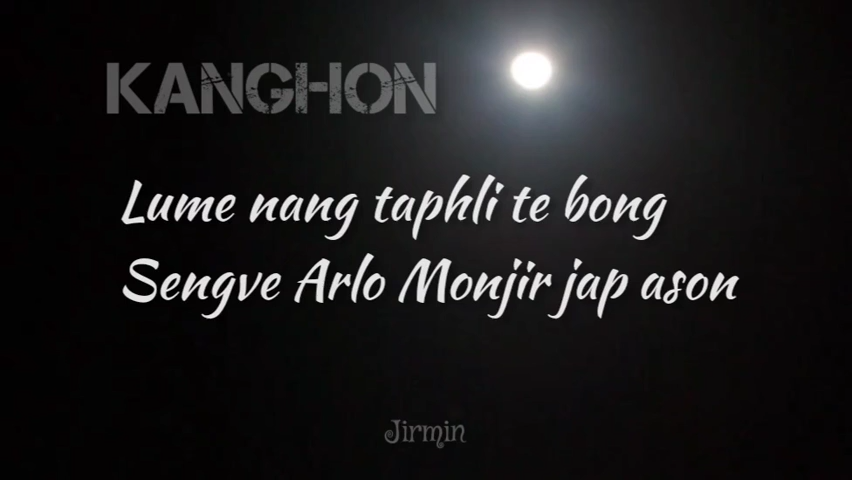 KANGHON
Lume nang taphli te bong
Sengve Arlo Monjir jap ason
Jirmin